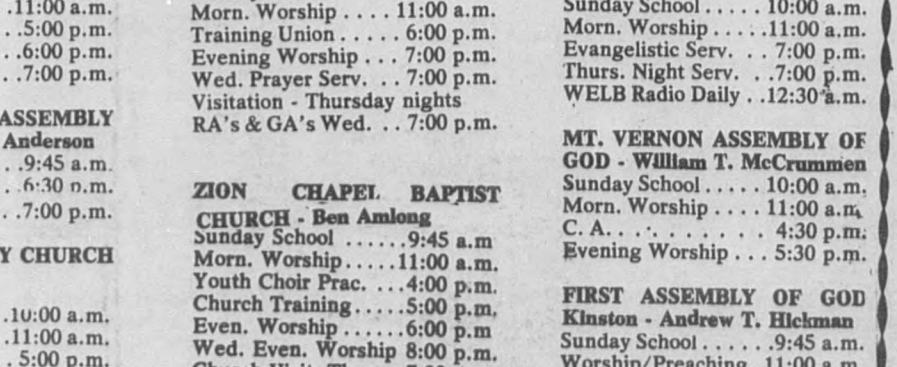 .11:00 a.m.
. .5:00 p.m.
. .6:00 p.m.
. .7:00 p.m.
ASSEMBLY
Anderson
. .9:45 a.m.
. .6:30 p.m.
. .7:00 p.m.
Y CHURCH
.10:00 a.m.
.11:00 a.m.
. 5:00 p.m.
Morn. Worship . . . . 11:00 a.m.
Training Union . . . . . 6:00 p.m.
Evening Worship . . . 7:00 p.m.
Wed. Prayer Serv. . . 7:00 p.m.
Visitation - Thursday nights
RA's & GA's Wed. . . 7:00 p.m.
ZION CHAPEL BAPTIST
CHURCH - Ben Amlong
Sunday School . . . . . .9:45 a.m
Morn. Worship. . . . . 11:00 a.m.
Youth Choir Prac. . . .4:00 p.m.
Church Training. . . . .5:00 p.m.
Even. Worship . . . . . .6:00 p.m
Wed. Even. Worship 8:00 p.m.
Sunday School . . . . . 10:00 a.m.
Morn. Worship . . . . .11:00 a.m.
Evangelistic Serv. . 7:00 p.m.
Thurs. Night Serv. . .7:00 p.m.
WELB Radio Daily . .12:30 a.m.
MT. VERNON ASSEMBLY OF
GOD - William T. McCrummen
Sunday School . . . . . 10:00 a.m.
Morn. Worship . . . . 11:00 a.m.
C. A. . . . . . . . . . 4:30 p.m.
Evening Worship . . . 5:30 p.m.
FIRST ASSEMBLY OF GOD
Kinston - Andrew T. Hickman
Sunday School . . . . . .9:45 a.m.
Worship/Preaching 11:00 a.m.